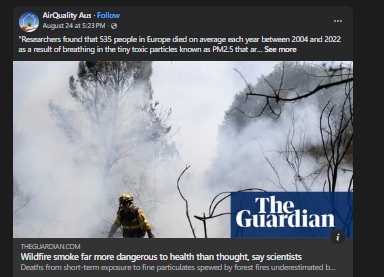 AirQuality Aus · Follow
August 24 at 5:23 PM ·
"Researchers found that 535 people in Europe died on average each year between 2004 and 2022
as a result of breathing in the tiny toxic particles known as PM2.5 that ar... See more
The
Guardian
THEGUARDIAN.COM
Wildfire smoke far more dangerous to health than thought, say scientists
Deaths from short-term exposure to fine particulates spewed by forest fires underestimated b...